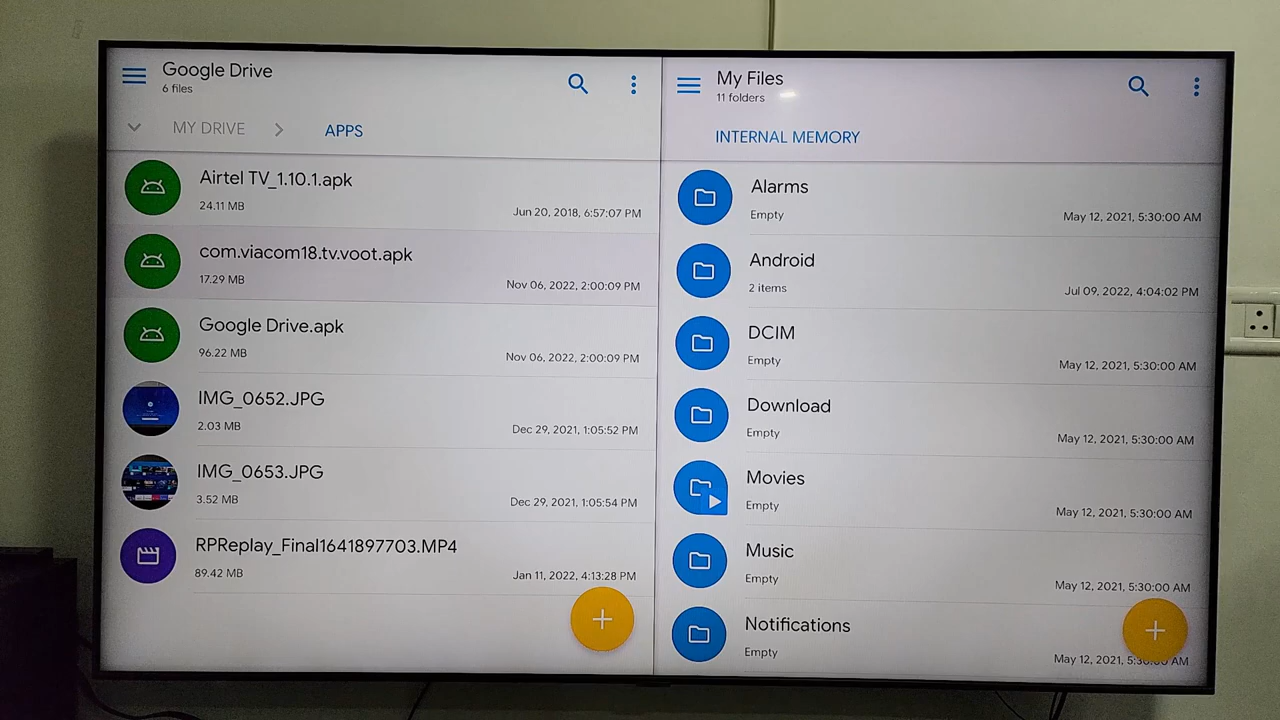 Google Drive
6 files
MY DRIVE > APPS
Airtel TV_1.10.1.apk
24.11 MB
Jun 20, 2018, 6:57:07 PM
com.viacom18.tv.voot.apk
17.29 MB
Nov 06, 2022, 2:00:09 PM
Google Drive.apk
96.22 MB
Nov 06, 2022, 2:00:09 PM
IMG_0652.JPG
2.03 MB
Dec 29, 2021, 1:05:52 PM
IMG_0653.JPG
3.52 MB
Dec 29, 2021, 1:05:54 PM
RPReplay_Final1641897703.MP4
89.42 MB
Jan 11, 2022, 4:13:28 PM
My Files
11 folders
INTERNAL MEMORY
Alarms
Empty
May 12, 2021, 5:30:00 AM
Android
2 items
Jul 09, 2022, 4:04:02 PM
DCIM
Empty
May 12, 2021, 5:30:00 AM
Download
Empty
May 12, 2021, 5:30:00 AM
Movies
Empty
May 12, 2021, 5:30:00 AM
Music
Empty
May 12, 2021, 5:30:00 AM
Notifications
Empty
May 12, 2021, 5:30:00 AM